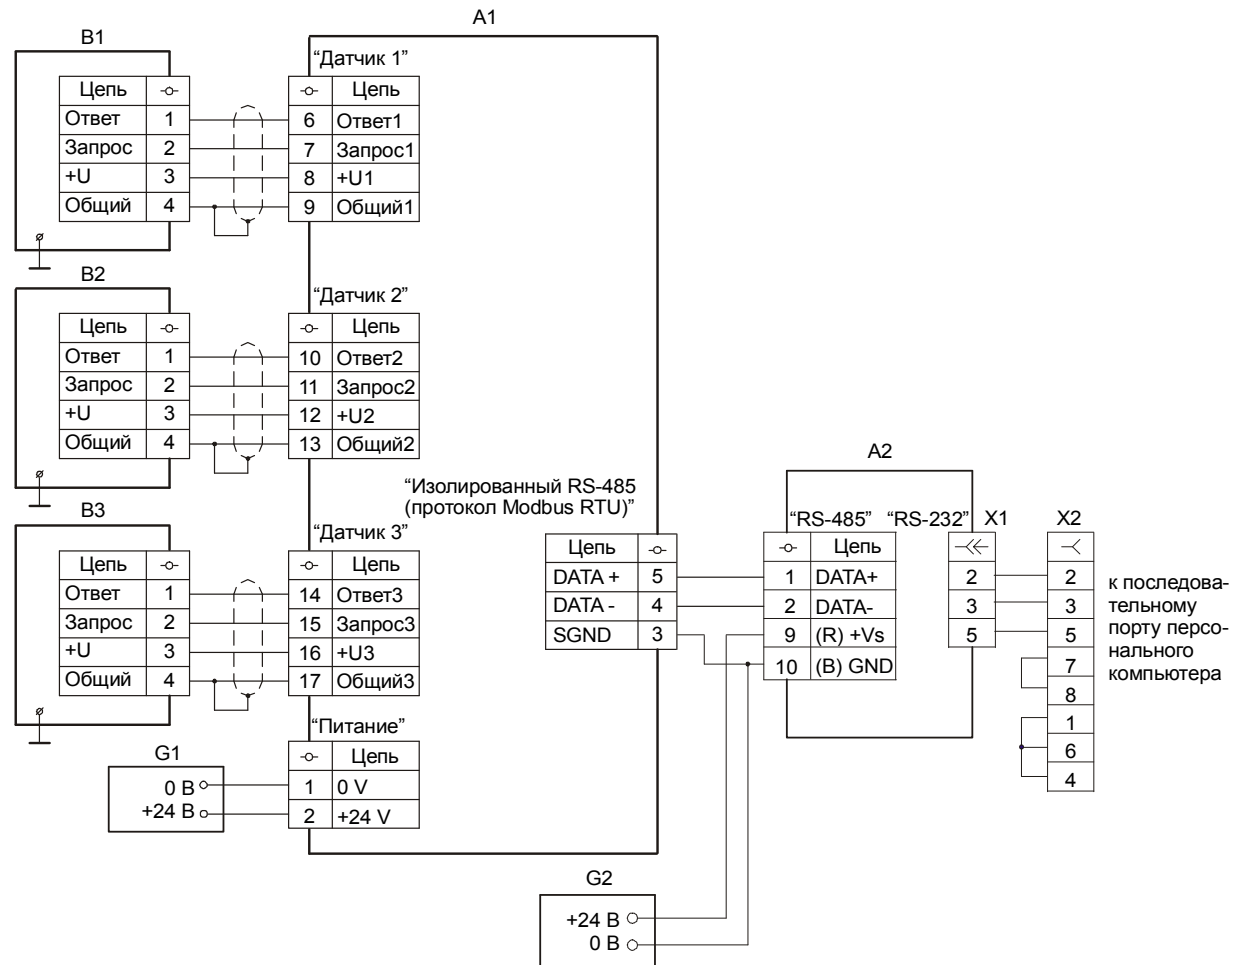 A1
B1
“Датчик 1”
Цепь Цепь
Ответ 1 6 Ответ1
Запрос 2 7 Запрос1
+U 3 8 +U1
Общий 4 9 Общий1
B2
“Датчик 2”
Цепь Цепь
Ответ 1 10 Ответ2
Запрос 2 11 Запрос2
+U 3 12 +U2
Общий 4 13 Общий2
B3
“Датчик 3”
Цепь Цепь
Ответ 1 14 Ответ3
Запрос 2 15 Запрос3
+U 3 16 +U3
Общий 4 17 Общий3
“Питание”
Цепь
G1
0 В 1 0 V
+24 В 2 +24 V
“Изолированный RS-485
(протокол Modbus RTU)”
Цепь
DATA + 5
DATA - 4
SGND 3
A2
“RS-485” “RS-232” X1 X2
Цепь
1 DATA+
2 DATA-
9 (R) +Vs
10 (B) GND
2 2
3 3
5 5
7
8
1
6
4
к последова-
тельному
порту персо-
нального
компьютера
G2
+24 В
0 В